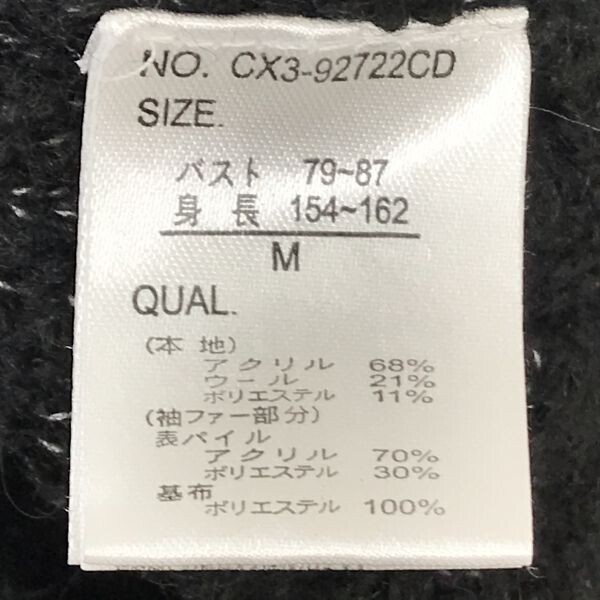 NO. CX3-92722CD
SIZE.
バスト 79~87
身長 154~162
M
QUAL.
(本地)
アクリル 68%
ウール 21%
ポリエステル 11%
(袖ファー部分)
表パイル
アクリル 70%
ポリエステル 30%
基布
ポリエステル 100%